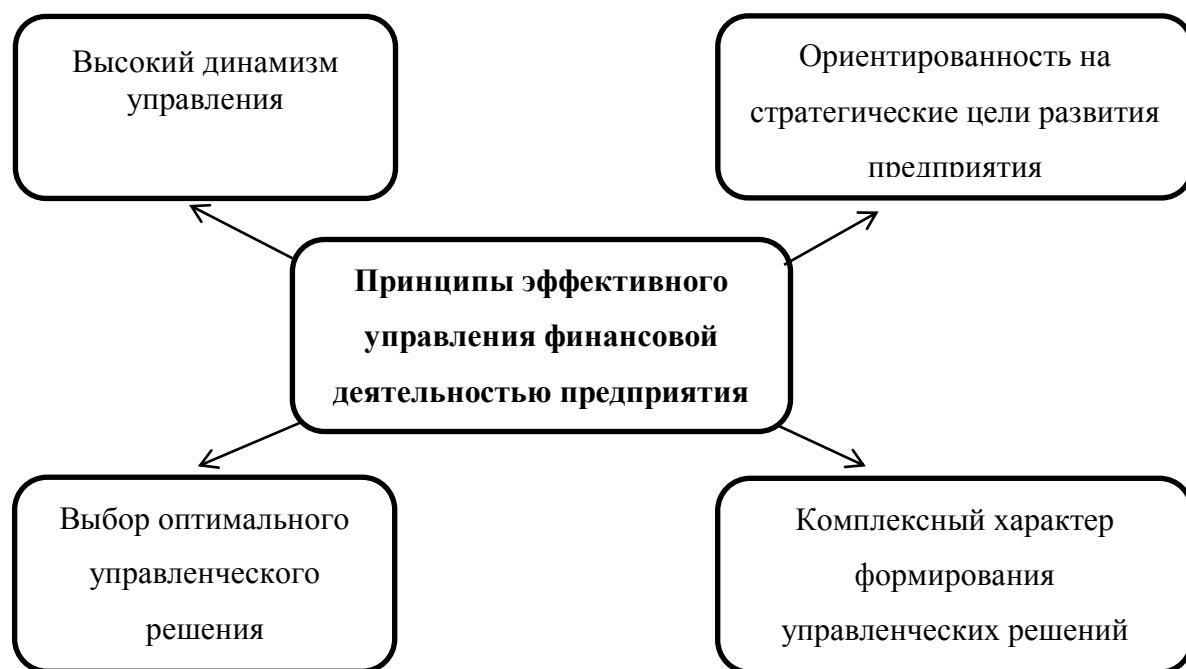 Высокий динамизм
управления
Ориентированность на
стратегические цели развития
предприятия
Принципы эффективного
управления финансовой
деятельностью предприятия
Выбор оптимального
управленческого
решения
Комплексный характер
формирования
управленческих решений